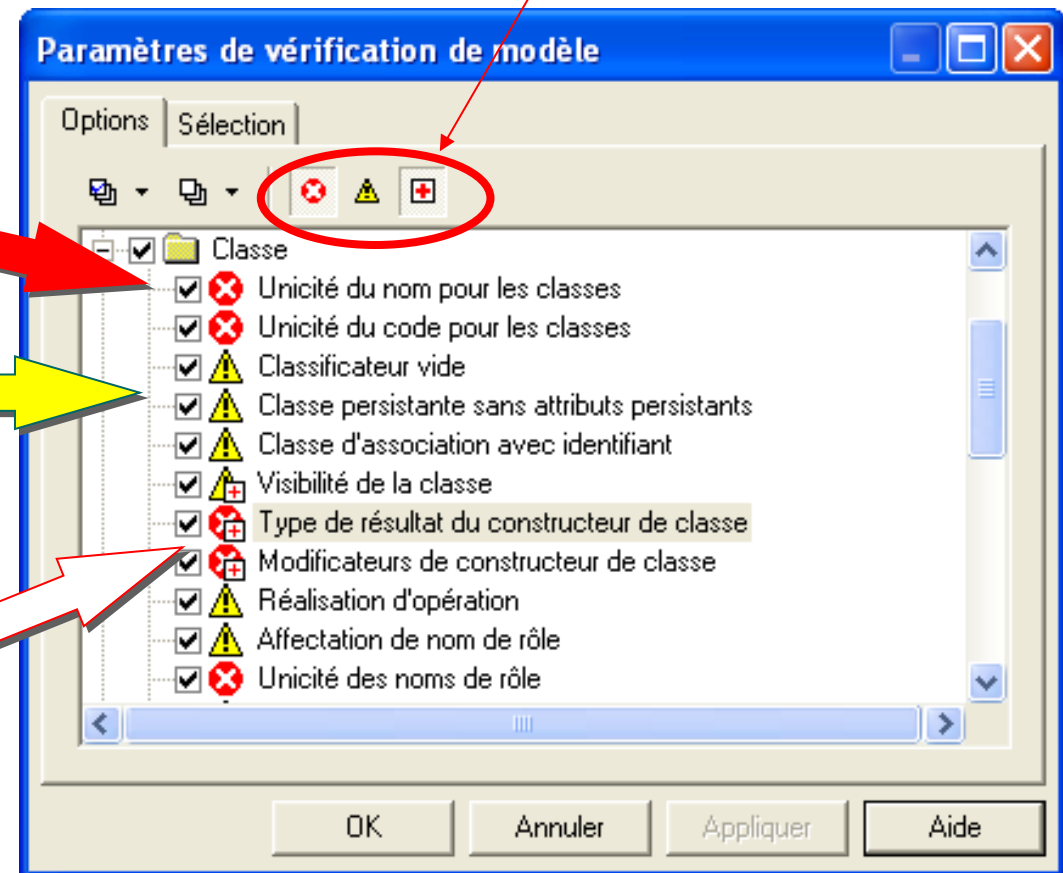 Paramètres de vérification de modèle
Options Sélection
Classe
Unicité du nom pour les classes
Unicité du code pour les classes
Classificateur vide
Classe persistante sans attributs persistants
Classe d'association avec identifiant
Visibilité de la classe
Type de résultat du constructeur de classe
Modificateurs de constructeur de classe
Réalisation d'opération
Affectation de nom de rôle
Unicité des noms de rôle
OK Annuler Appliquer Aide